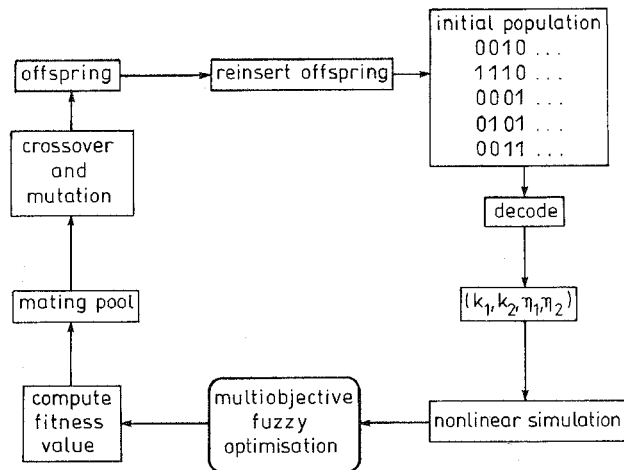 initial population
0010 ...
1110 ...
0001 ...
0101 ...
0011 ...
decode
(k₁,k₂,η₁,η₂)
nonlinear simulation
multiobjective
fuzzy
optimisation
compute
fitness
value
mating pool
crossover
and
mutation
offspring
reinsert offspring